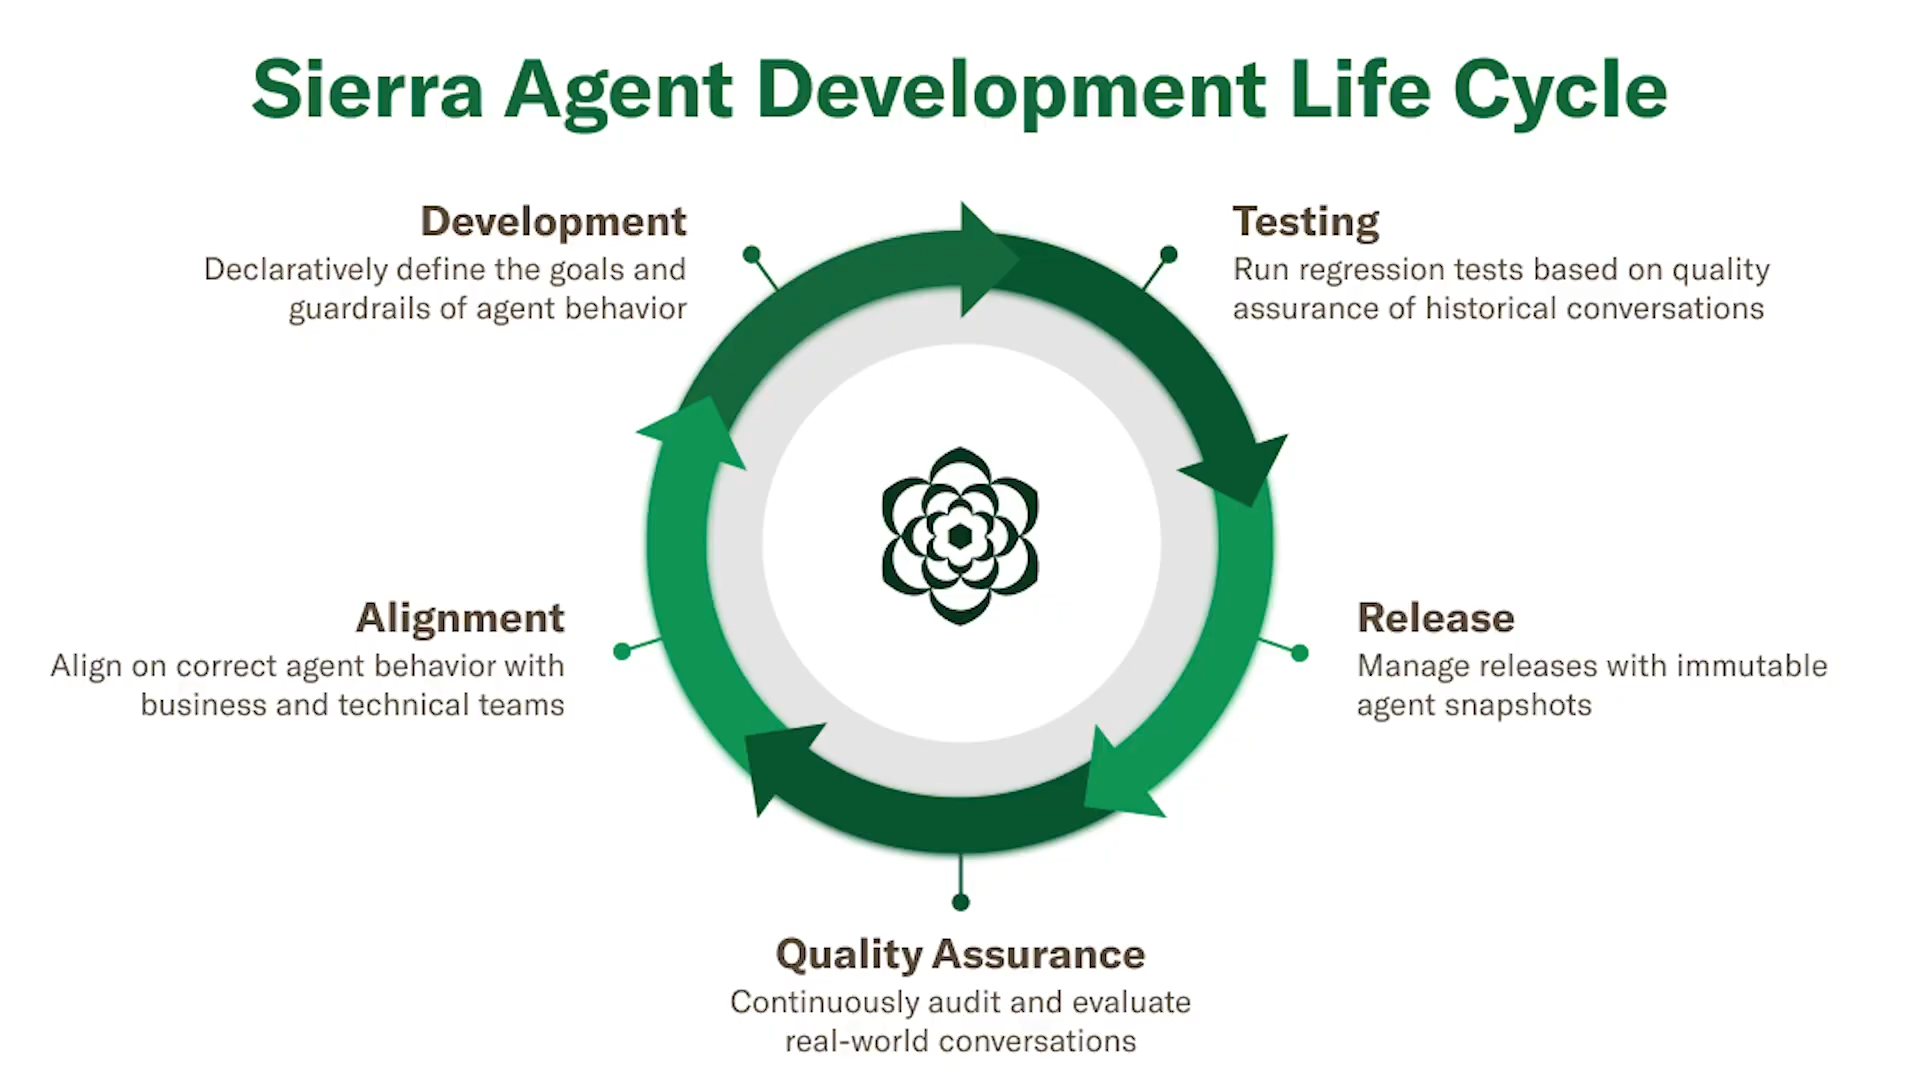 Sierra Agent Development Life Cycle
Development
Declaratively define the goals and
guardrails of agent behavior
Testing
Run regression tests based on quality
assurance of historical conversations
Alignment
Align on correct agent behavior with
business and technical teams
Release
Manage releases with immutable
agent snapshots
Quality Assurance
Continuously audit and evaluate
real-world conversations